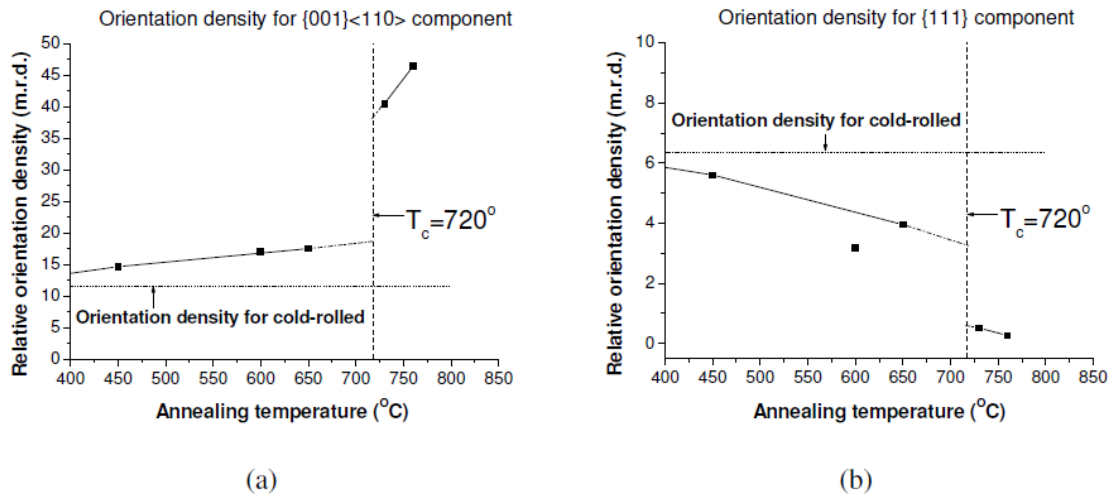 Orientation density for {001}<110> component
Relative orientation density (m.r.d.)
50
45
40
35
30
25
20
15
10
5
0
T_c=720°
Orientation density for cold-rolled
400 450 500 550 600 650 700 750 800 850
Annealing temperature (°C)
(a)
Orientation density for {111} component
Relative orientation density (m.r.d.)
10
8
6
4
2
0
Orientation density for cold-rolled
T_c=720°
400 450 500 550 600 650 700 750 800 850
Annealing temperature (°C)
(b)